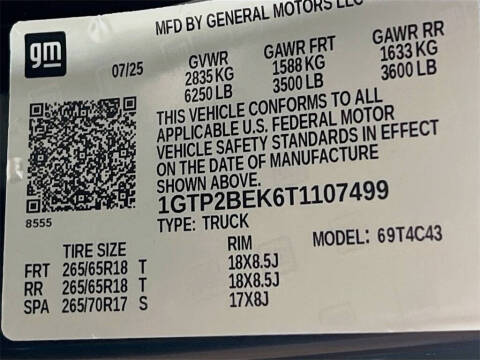 MFD BY GENERAL MOTORS LLC
gm
07/25
GVWR GAWR FRT GAWR RR
2835 KG 1588 KG 1633 KG
6250 LB 3500 LB 3600 LB
THIS VEHICLE CONFORMS TO ALL
APPLICABLE U.S. FEDERAL MOTOR
VEHICLE SAFETY STANDARDS IN EFFECT
ON THE DATE OF MANUFACTURE
SHOWN ABOVE.
1GTP2BEK6T1107499
8555
TYPE: TRUCK
MODEL: 69T4C43
TIRE SIZE RIM
FRT 265/65R18 T 18X8.5J
RR 265/65R18 T 18X8.5J
SPA 265/70R17 S 17X8J